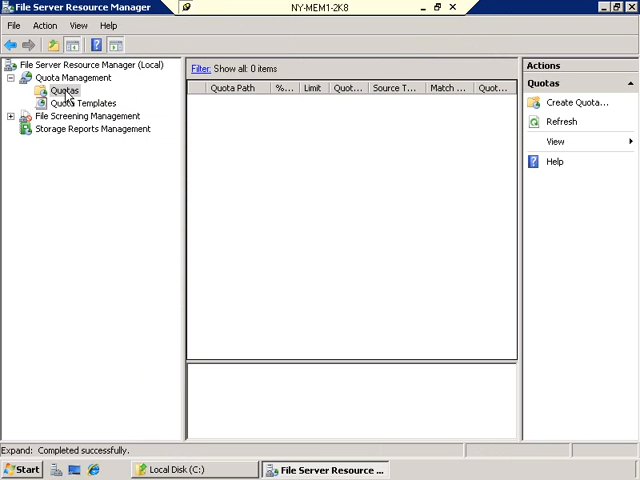 File Server Resource Manager
NY-MEM1-2K8
File Action View Help
File Server Resource Manager (Local)
Quota Management
Quotas
Quota Templates
File Screening Management
Storage Reports Management
Filter: Show all: 0 items
Quota Path %... Limit Quot... Source T... Match ... Quot...
Actions
Quotas
Create Quota...
Refresh
View
Help
Expand: Completed successfully.
Start Local Disk (C:) File Server Resource ...